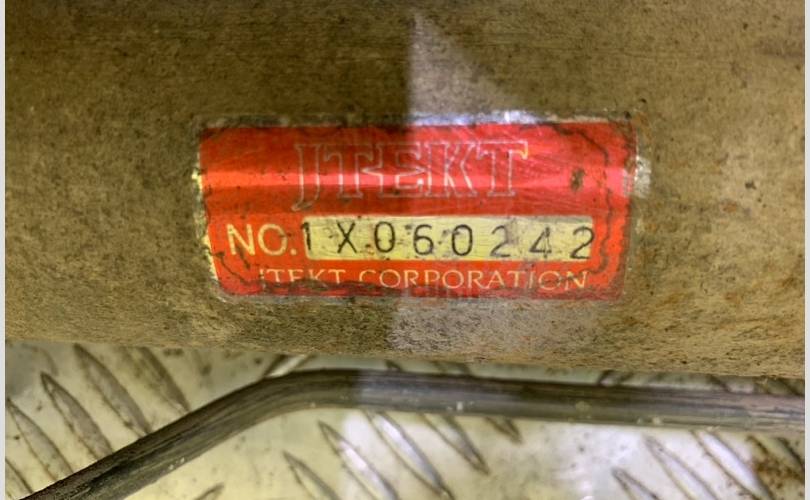 JTEKT
NO. 1X060242
JTEKT CORPORATION